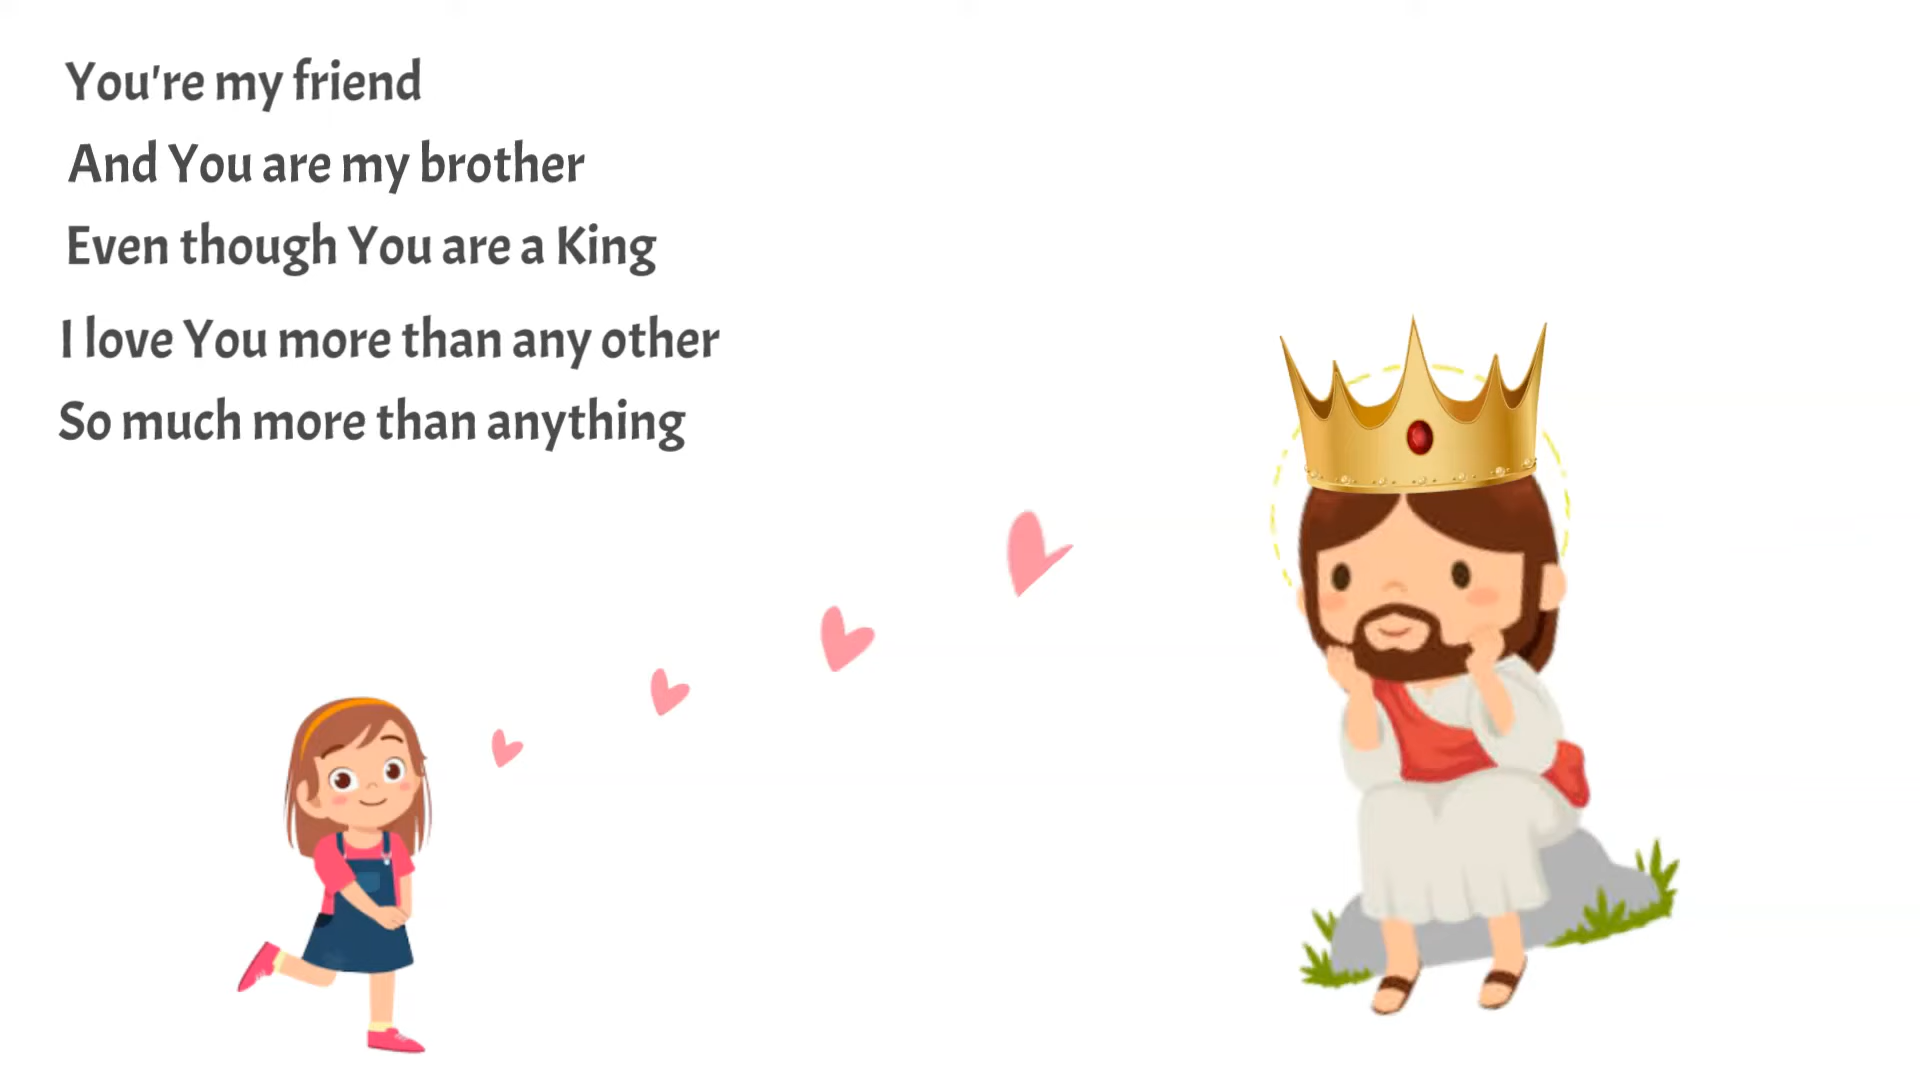 You're my friend
And You are my brother
Even though You are a King
I love You more than any other
So much more than anything